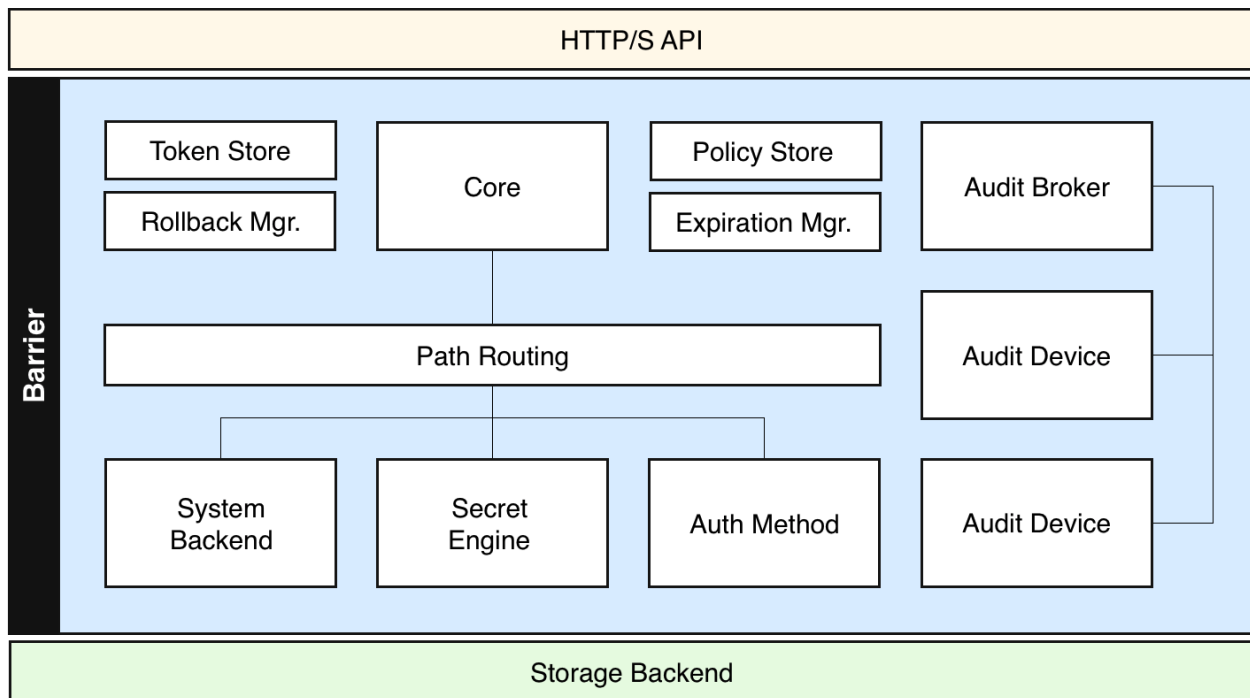 HTTP/S API
Barrier
Token Store
Rollback Mgr.
Core
Policy Store
Expiration Mgr.
Audit Broker
Path Routing
Audit Device
System
Backend
Secret
Engine
Auth Method
Audit Device
Storage Backend